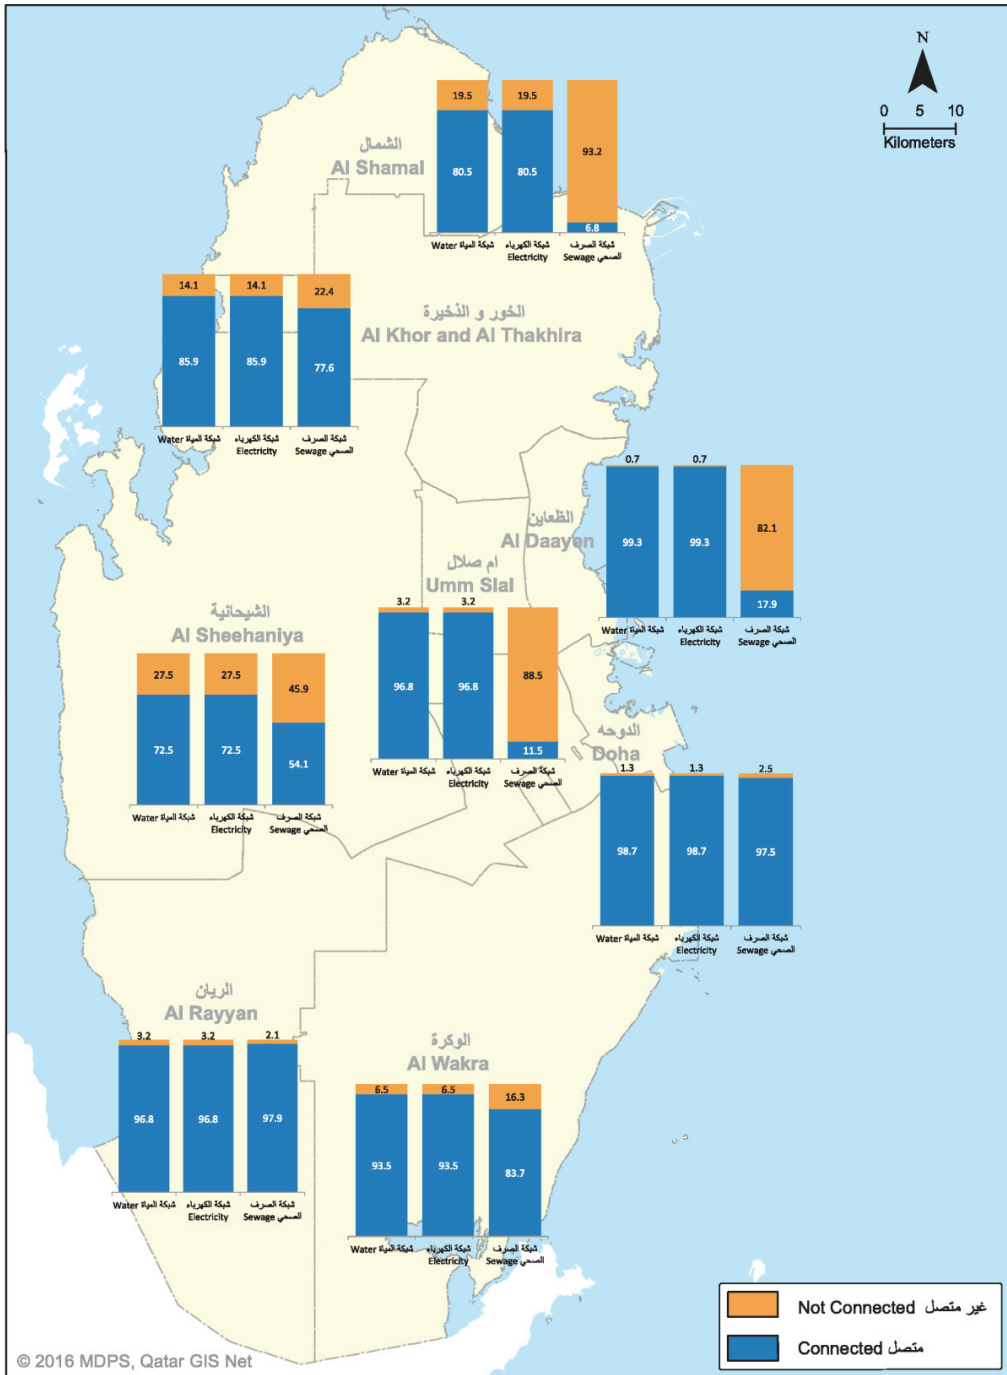 N
0 5 10
Kilometers
19.5 19.5 93.2
80.5 80.5 6.8
Water شبكة المياة
شبكة الكهرباء
Electricity
شبكة الصرف
الصحي Sewage
الشمال
Al Shamal
14.1 14.1 22.4
85.9 85.9 77.6
Water شبكة المياة
شبكة الكهرباء
Electricity
شبكة الصرف
الصحي Sewage
الخور و الذخيرة
Al Khor and Al Thakhira
0.7 0.7 82.1
99.3 99.3 17.9
Water شبكة المياة
شبكة الكهرباء
Electricity
شبكة الصرف
الصحي Sewage
الظعاين
Al Daayen
ام صلال
Umm Slal
3.2 3.2 88.5
96.8 96.8 11.5
Water شبكة المياة
شبكة الكهرباء
Electricity
شبكة الصرف
الصحي Sewage
الشيحانية
Al Sheehaniya
27.5 27.5 45.9
72.5 72.5 54.1
Water شبكة المياة
شبكة الكهرباء
Electricity
شبكة الصرف
الصحي Sewage
الدوحه
Doha
1.3 1.3 2.5
98.7 98.7 97.5
Water شبكة المياة
شبكة الكهرباء
Electricity
شبكة الصرف
الصحي Sewage
الريان
Al Rayyan
3.2 3.2 2.1
96.8 96.8 97.9
Water شبكة المياة
شبكة الكهرباء
Electricity
شبكة الصرف
الصحي Sewage
الوكرة
Al Wakra
6.5 6.5 16.3
93.5 93.5 83.7
Water شبكة المياة
شبكة الكهرباء
Electricity
شبكة الصرف
الصحي Sewage
Not Connected غير متصل
Connected متصل
© 2016 MDPS, Qatar GIS Net